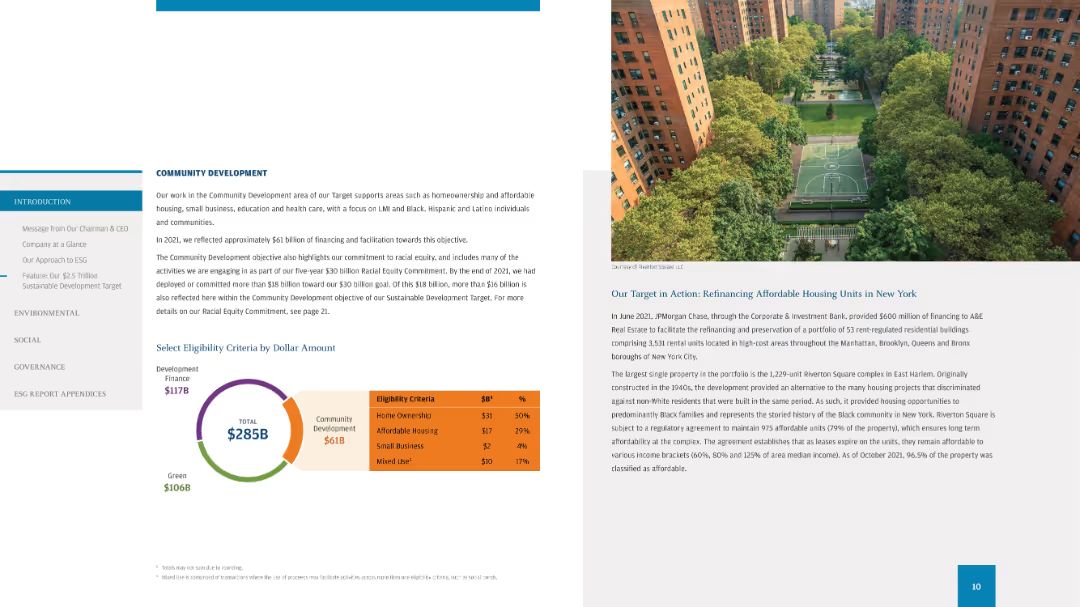 COMMUNITY DEVELOPMENT
Our work in the Community Development area of our Target supports areas such as homeownership and affordable
housing, small business, education and health care, with a focus on LMI and Black, Hispanic and Latino individuals
and communities.
In 2021, we reflected approximately $61 billion of financing and facilitation towards this objective.
The Community Development objective also highlights our commitment to racial equity, and includes many of the
activities we are engaging in as part of our five-year $30 billion Racial Equity Commitment. By the end of 2021, we had
deployed or committed more than $18 billion toward our $30 billion goal. Of this $18 billion, more than $16 billion is
also reflected here within the Community Development objective of our Sustainable Development Target. For more
details on our Racial Equity Commitment, see page 21.
INTRODUCTION
Message from Our Chairman & CEO
Company at a Glance
Our Approach to ESG
Feature: Our $2.5 Trillion
Sustainable Development Target
ENVIRONMENTAL
SOCIAL
GOVERNANCE
ESG REPORT APPENDICES
Select Eligibility Criteria by Dollar Amount
Development
Finance
$117B
TOTAL
$285B
Green
$106B
Community
Development
$61B
Eligibility Criteria $B⁴ %
Home Ownership $31 50%
Affordable Housing $17 29%
Small Business $2 4%
Mixed Use⁵ $10 17%
Totals may not sum due to rounding.
Mixed Use is comprised of transactions where the use of proceeds may facilitate activities across more than one eligibility criteria, such as social bonds.
Courtesy of Riverton Square LLC
Our Target in Action: Refinancing Affordable Housing Units in New York
In June 2021, JPMorgan Chase, through the Corporate & Investment Bank, provided $600 million of financing to A&E
Real Estate to facilitate the refinancing and preservation of a portfolio of 53 rent-regulated residential buildings
comprising 3,531 rental units located in high-cost areas throughout the Manhattan, Brooklyn, Queens and Bronx
boroughs of New York City.
The largest single property in the portfolio is the 1,229-unit Riverton Square complex in East Harlem. Originally
constructed in the 1940s, the development provided an alternative to the many housing projects that discriminated
against non-White residents that were built in the same period. As such, it provided housing opportunities to
predominantly Black families and represents the storied history of the Black community in New York. Riverton Square is
subject to a regulatory agreement to maintain 975 affordable units (79% of the property), which ensures long term
affordability at the complex. The agreement establishes that as leases expire on the units, they remain affordable to
various income brackets (60%, 80% and 125% of area median income). As of October 2021, 96.5% of the property was
classified as affordable.
10